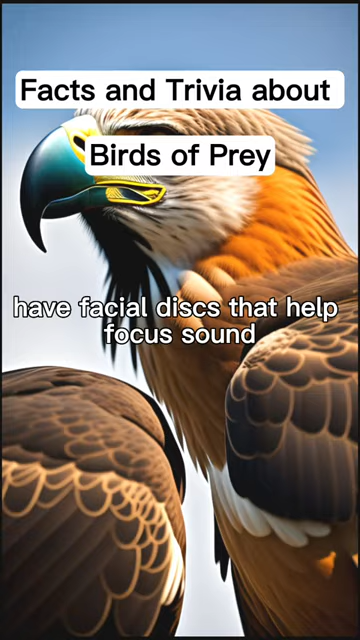 Facts and Trivia about
Birds of Prey
have facial discs that help
focus sound